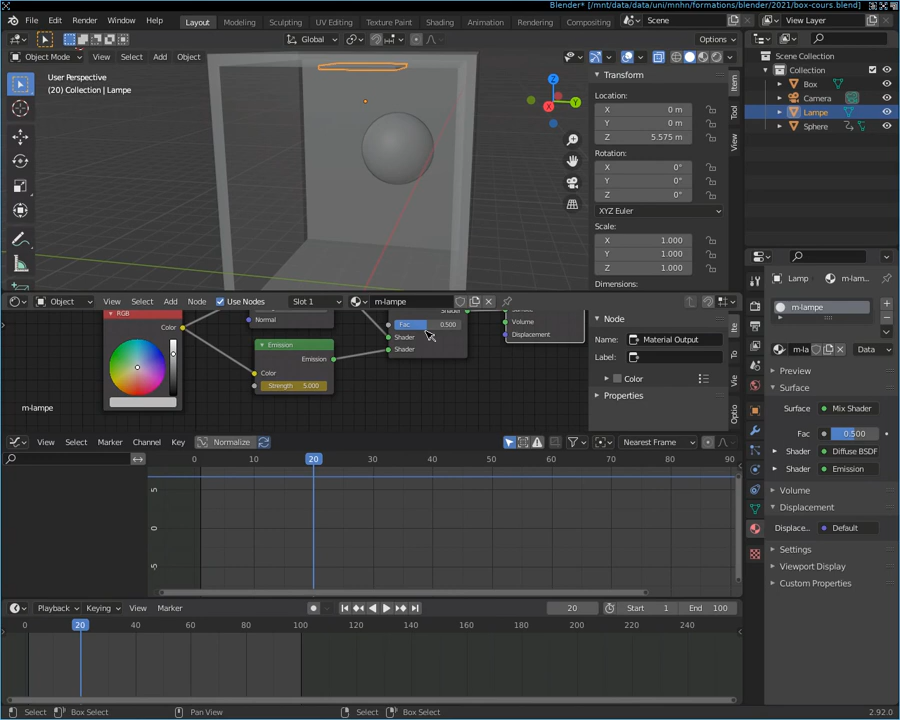 Blender* [/mnt/data/data/uni/mnhn/formations/blender/2021/box-cours.blend]
File Edit Render Window Help Layout Modeling Sculpting UV Editing Texture Paint Shading Animation Rendering Compositing Scene View Layer
Global Options
Object Mode View Select Add Object
User Perspective
(20) Collection | Lampe
Z
Y
X
Transform
Location:
X 0 m
Y 0 m
Z 5.575 m
Rotation:
X 0°
Y 0°
Z 0°
XYZ Euler
Scale:
X 1.000
Y 1.000
Z 1.000
Dimensions:
Item
Tool
View
Scene Collection
Collection
Box
Camera
Lampe
Sphere
Object View Select Add Node Use Nodes Slot 1 m-lampe
RGB
Color
Normal
Emission
Emission
Color
Strength 5.000
Fac 0.500
Shader
Shader
Volume
Displacement
m-lampe
Node
Name: Material Output
Label:
Color
Properties
Ite
To
Vie
Optio
Lamp m-lam...
m-lampe
m-la Data
Preview
Surface
Surface Mix Shader
Fac 0.500
Shader Diffuse BSDF
Shader Emission
Volume
Displacement
Displace... Default
Settings
Viewport Display
Custom Properties
View Select Marker Channel Key Normalize Nearest Frame
0 10 20 30 40 50 60 70 80 90
5
0
-5
Playback Keying View Marker 20 Start 1 End 100
0 20 40 60 80 100 120 140 160 180 200 220 240
Select Box Select Pan View Select Box Select 2.92.0